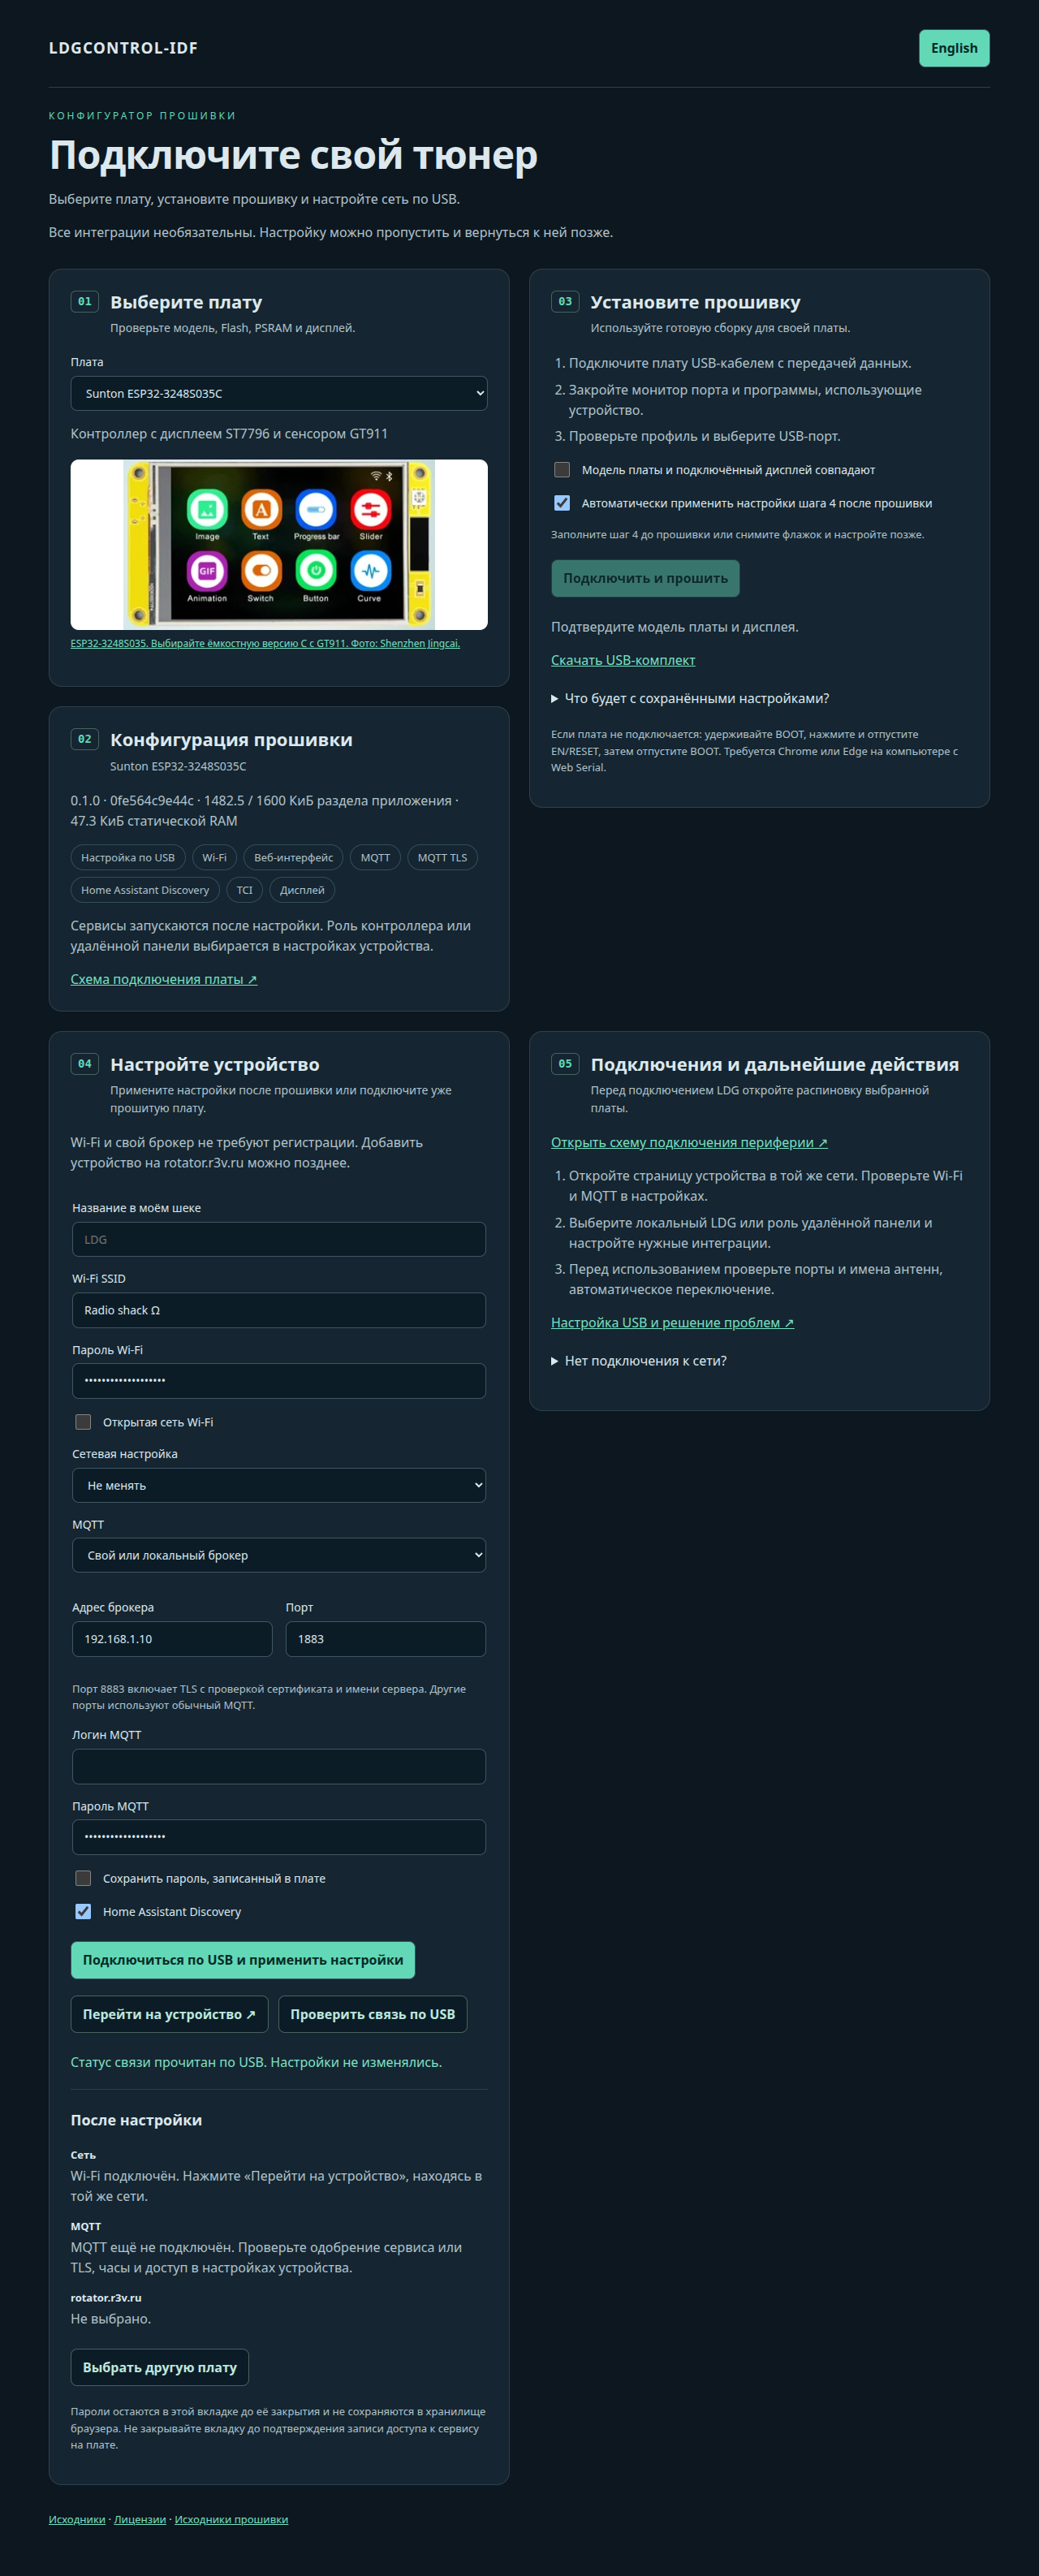 LDGCONTROL-IDF
English
КОНФИГУРАТОР ПРОШИВКИ
Подключите свой тюнер
Выберите плату, установите прошивку и настройте сеть по USB.
Все интеграции необязательны. Настройку можно пропустить и вернуться к ней позже.
01
Выберите плату
Проверьте модель, Flash, PSRAM и дисплей.
Плата
Sunton ESP32-3248S035C
Контроллер с дисплеем ST7796 и сенсором GT911
Image
Text
Progress bar
Slider
GIF
Animation
Switch
Button
Curve
ESP32-3248S035. Выбирайте ёмкостную версию C с GT911. Фото: Shenzhen Jingcai.
02
Конфигурация прошивки
Sunton ESP32-3248S035C
0.1.0 · 0fe564c9e44c · 1482.5 / 1600 КиБ раздела приложения ·
47.3 КиБ статической RAM
Настройка по USB
Wi-Fi
Веб-интерфейс
MQTT
MQTT TLS
Home Assistant Discovery
TCI
Дисплей
Сервисы запускаются после настройки. Роль контроллера или
удалённой панели выбирается в настройках устройства.
Схема подключения платы ↗
03
Установите прошивку
Используйте готовую сборку для своей платы.
1. Подключите плату USB-кабелем с передачей данных.
2. Закройте монитор порта и программы, использующие
устройство.
3. Проверьте профиль и выберите USB-порт.
Модель платы и подключённый дисплей совпадают
Автоматически применить настройки шага 4 после прошивки
Заполните шаг 4 до прошивки или снимите флажок и настройте позже.
Подключить и прошить
Подтвердите модель платы и дисплея.
Скачать USB-комплект
▶ Что будет с сохранёнными настройками?
Если плата не подключается: удерживайте BOOT, нажмите и отпустите
EN/RESET, затем отпустите BOOT. Требуется Chrome или Edge на компьютере с
Web Serial.
04
Настройте устройство
Примените настройки после прошивки или подключите уже
прошитую плату.
Wi-Fi и свой брокер не требуют регистрации. Добавить
устройство на rotator.r3v.ru можно позднее.
Название в моём шеке
LDG
Wi-Fi SSID
Radio shack Ω
Пароль Wi-Fi
•••••••••••••••••••
Открытая сеть Wi-Fi
Сетевая настройка
Не менять
MQTT
Свой или локальный брокер
Адрес брокера
Порт
192.168.1.10
1883
Порт 8883 включает TLS с проверкой сертификата и имени сервера. Другие
порты используют обычный MQTT.
Логин MQTT
Пароль MQTT
•••••••••••••••••••
Сохранить пароль, записанный в плате
Home Assistant Discovery
Подключиться по USB и применить настройки
Перейти на устройство ↗
Проверить связь по USB
Статус связи прочитан по USB. Настройки не изменялись.
После настройки
Сеть
Wi-Fi подключён. Нажмите «Перейти на устройство», находясь в
той же сети.
MQTT
MQTT ещё не подключён. Проверьте одобрение сервиса или
TLS, часы и доступ в настройках устройства.
rotator.r3v.ru
Не выбрано.
Выбрать другую плату
Пароли остаются в этой вкладке до её закрытия и не сохраняются в хранилище
браузера. Не закрывайте вкладку до подтверждения записи доступа к сервису
на плате.
05
Подключения и дальнейшие действия
Перед подключением LDG откройте распиновку выбранной
платы.
Открыть схему подключения периферии ↗
1. Откройте страницу устройства в той же сети. Проверьте Wi-Fi
и MQTT в настройках.
2. Выберите локальный LDG или роль удалённой панели и
настройте нужные интеграции.
3. Перед использованием проверьте порты и имена антенн,
автоматическое переключение.
Настройка USB и решение проблем ↗
▶ Нет подключения к сети?
Исходники · Лицензии · Исходники прошивки